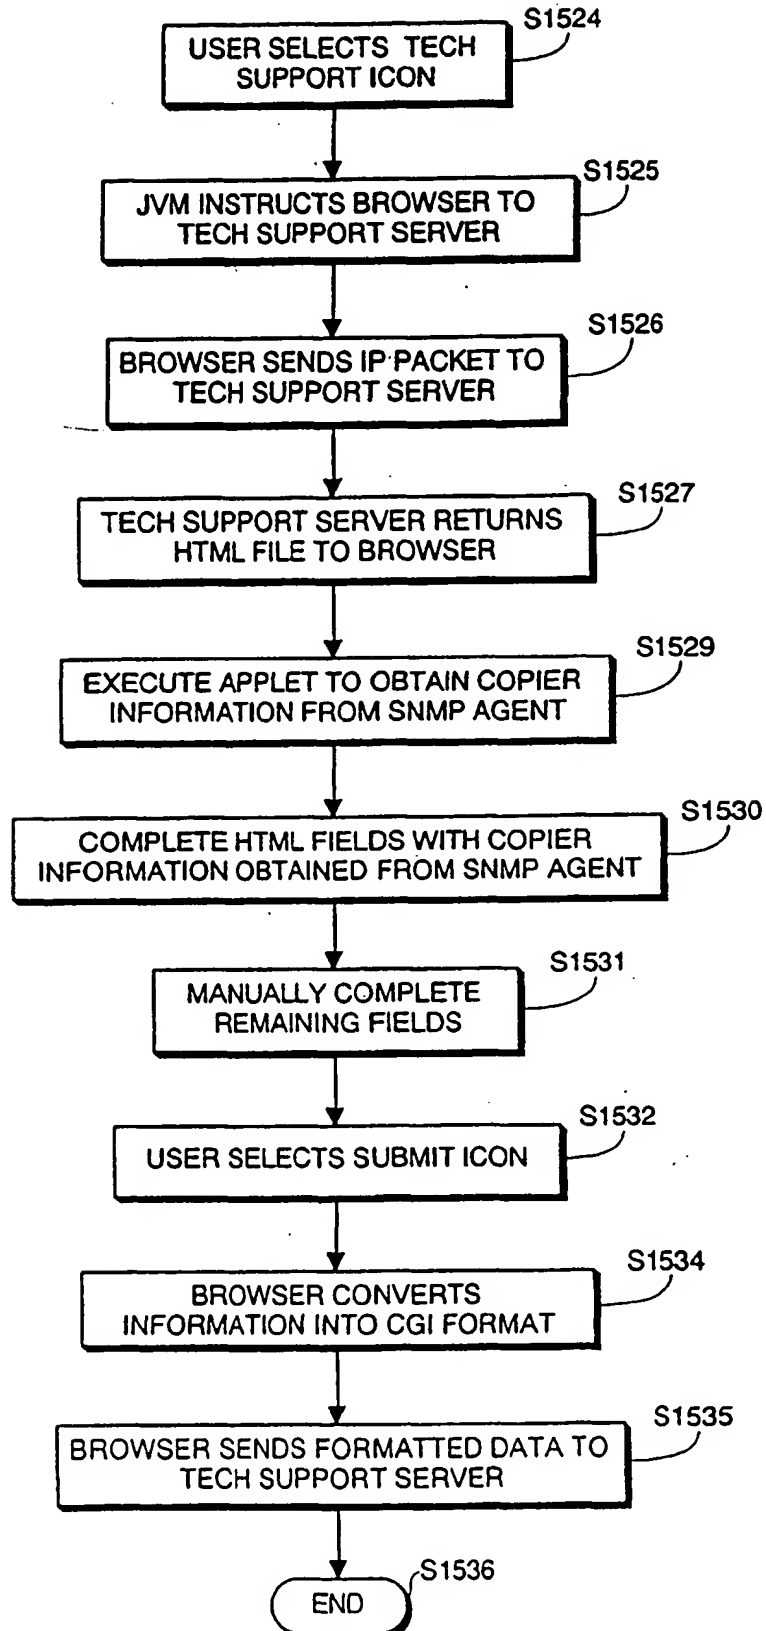 S1524
USER SELECTS TECH
SUPPORT ICON
S1525
JVM INSTRUCTS BROWSER TO
TECH SUPPORT SERVER
S1526
BROWSER SENDS IP PACKET TO
TECH SUPPORT SERVER
S1527
TECH SUPPORT SERVER RETURNS
HTML FILE TO BROWSER
S1529
EXECUTE APPLET TO OBTAIN COPIER
INFORMATION FROM SNMP AGENT
S1530
COMPLETE HTML FIELDS WITH COPIER
INFORMATION OBTAINED FROM SNMP AGENT
S1531
MANUALLY COMPLETE
REMAINING FIELDS
S1532
USER SELECTS SUBMIT ICON
S1534
BROWSER CONVERTS
INFORMATION INTO CGI FORMAT
S1535
BROWSER SENDS FORMATTED DATA TO
TECH SUPPORT SERVER
S1536
END